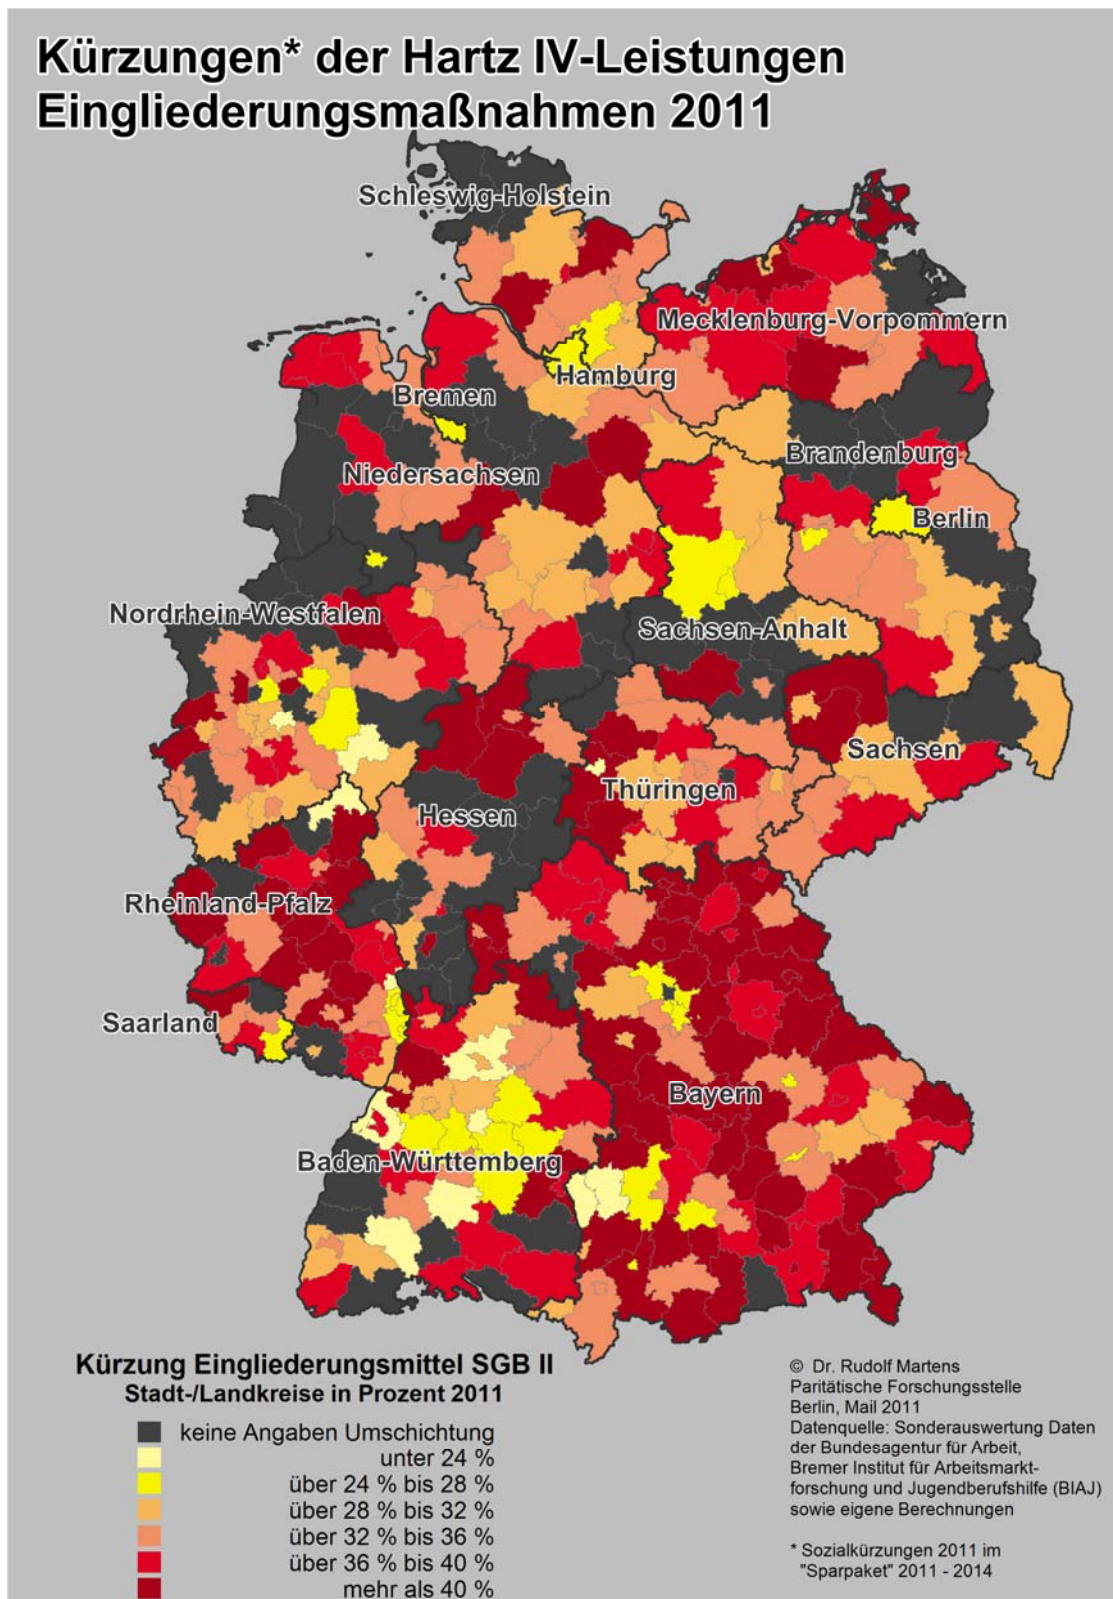 Kürzungen* der Hartz IV-Leistungen
Eingliederungsmaßnahmen 2011
Schleswig-Holstein
Mecklenburg-Vorpommern
Hamburg
Bremen
Brandenburg
Niedersachsen
Berlin
Nordrhein-Westfalen
Sachsen-Anhalt
Sachsen
Thüringen
Hessen
Rheinland-Pfalz
Saarland
Bayern
Baden-Württemberg
Kürzung Eingliederungsmittel SGB II
Stadt-/Landkreise in Prozent 2011
keine Angaben Umschichtung
unter 24 %
über 24 % bis 28 %
über 28 % bis 32 %
über 32 % bis 36 %
über 36 % bis 40 %
mehr als 40 %
© Dr. Rudolf Martens
Paritätische Forschungsstelle
Berlin, Mail 2011
Datenquelle: Sonderauswertung Daten
der Bundesagentur für Arbeit,
Bremer Institut für Arbeitsmarkt-
forschung und Jugendberufshilfe (BIAJ)
sowie eigene Berechnungen
* Sozialkürzungen 2011 im
"Sparpaket" 2011 - 2014